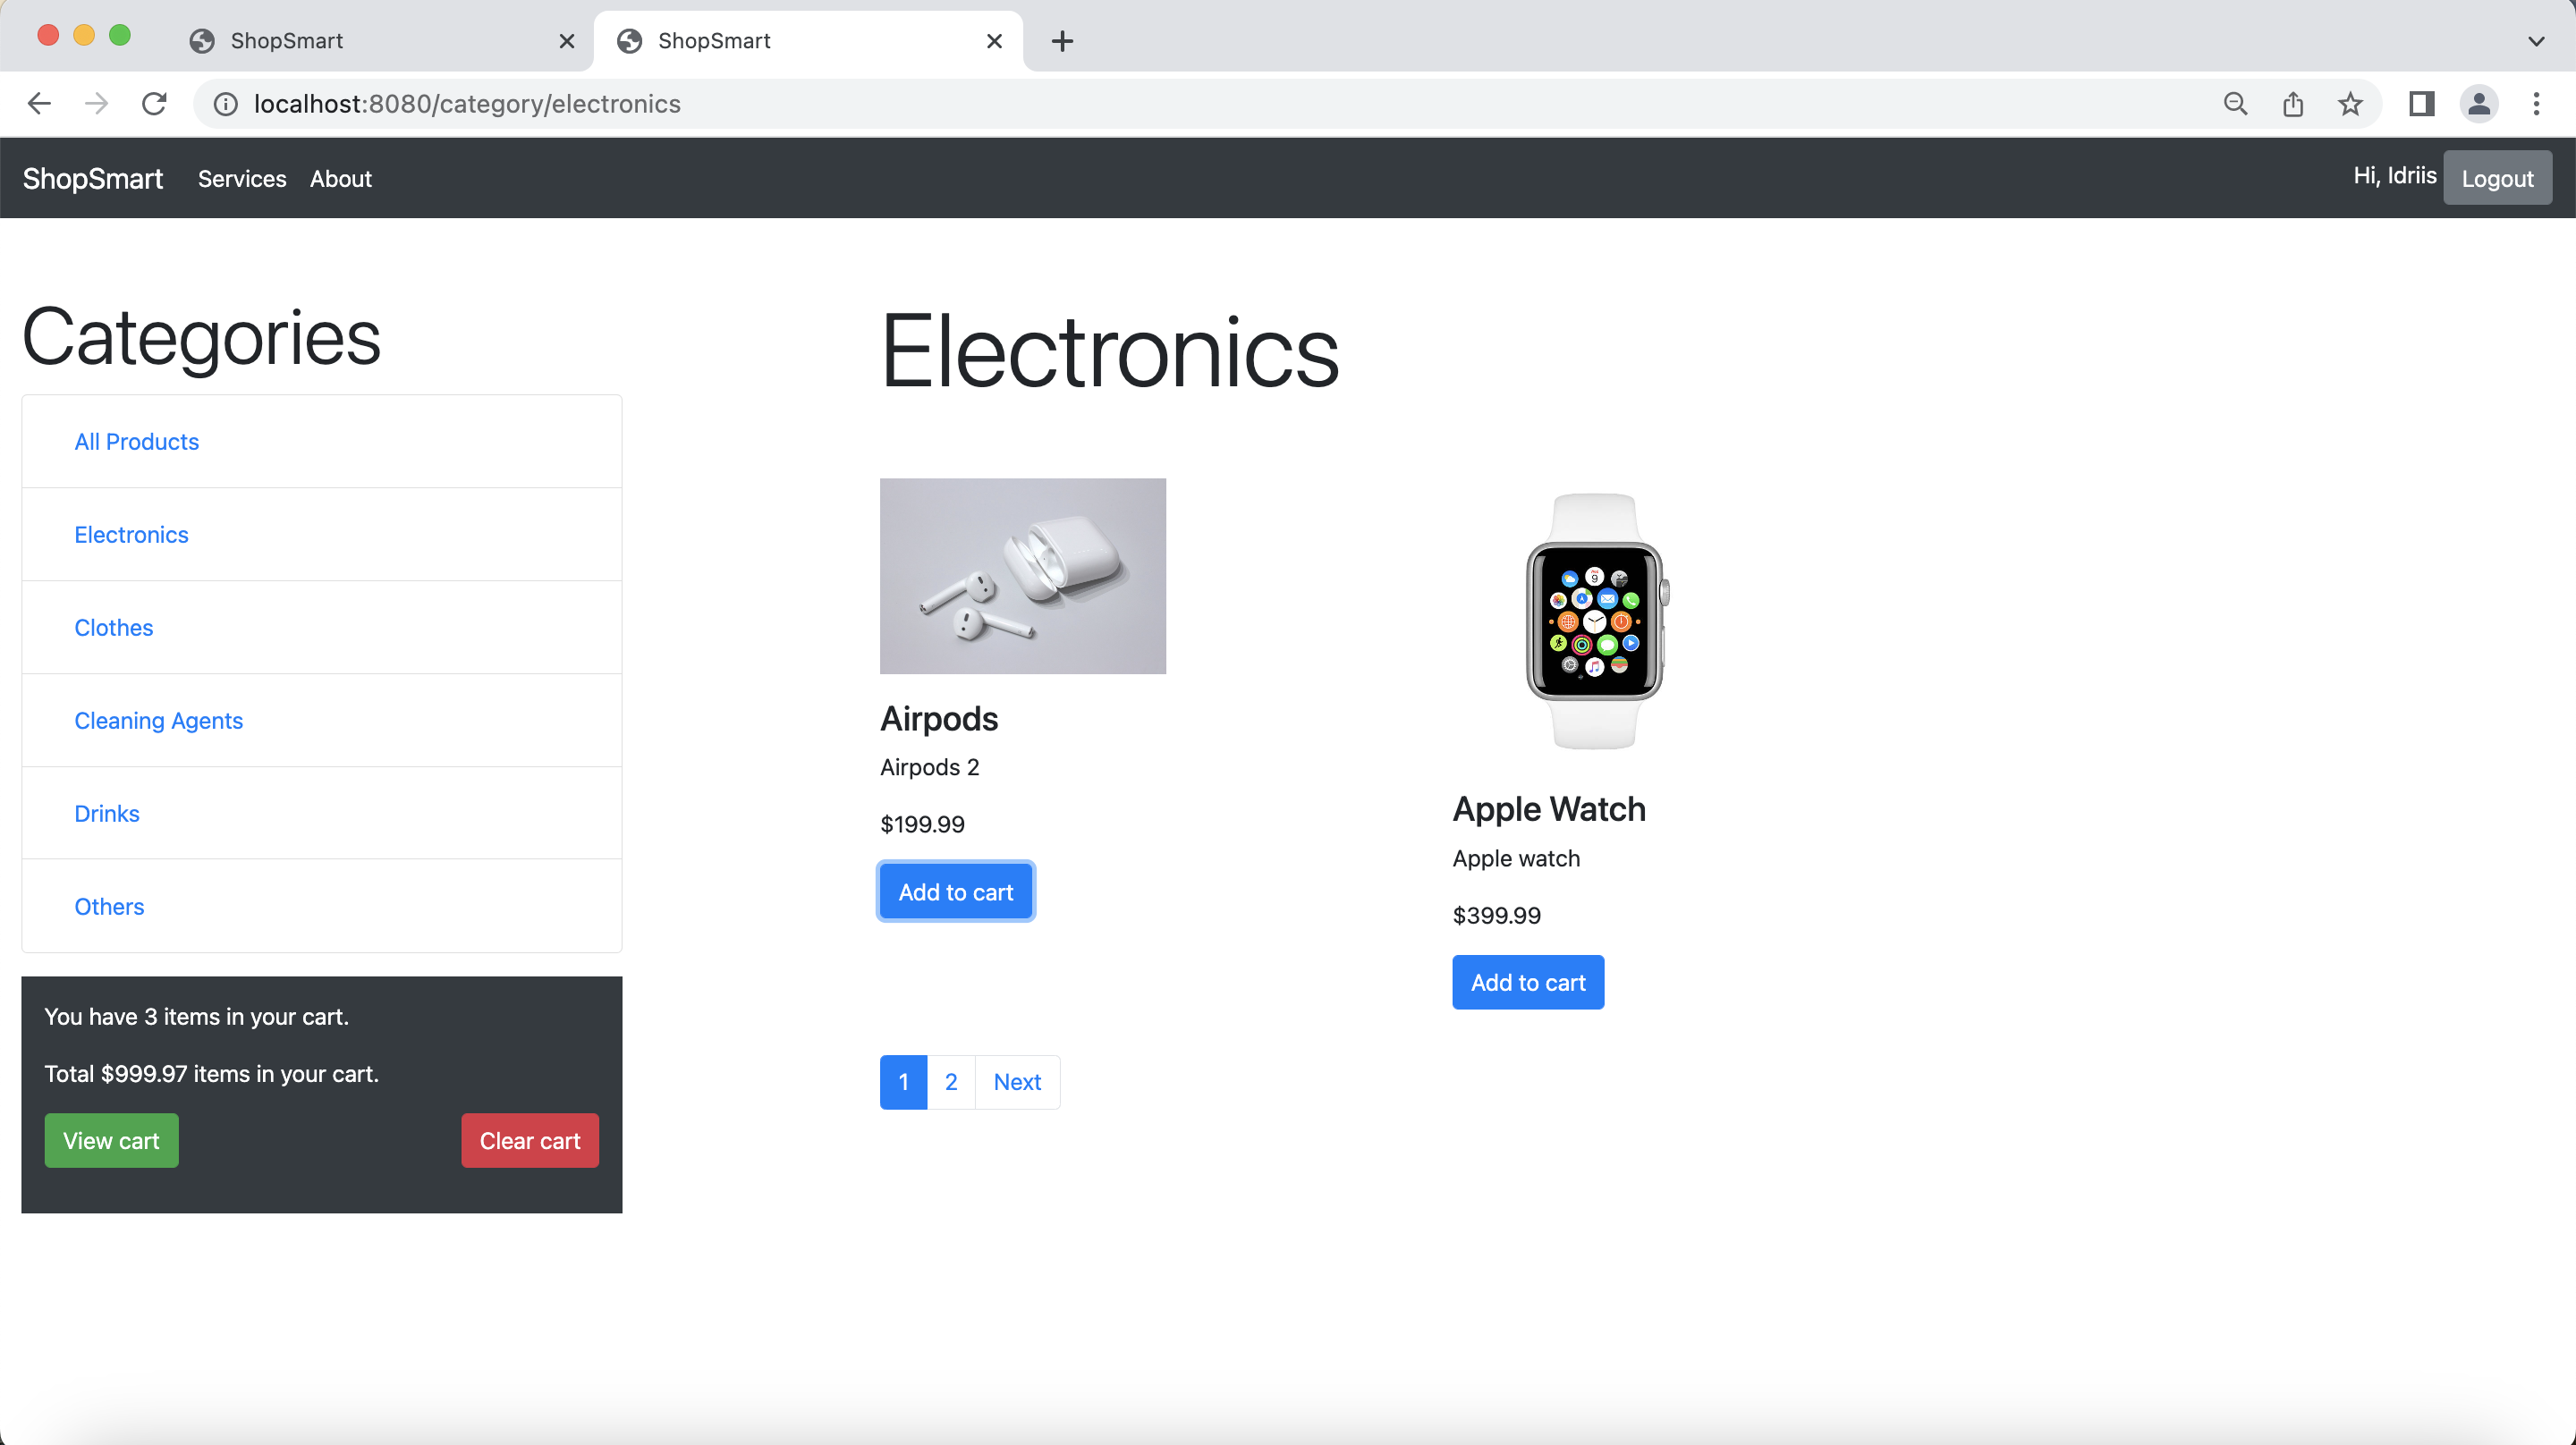 ShopSmart
ShopSmart
localhost:8080/category/electronics
ShopSmart Services About Hi, Idriis Logout
Categories
All Products
Electronics
Clothes
Cleaning Agents
Drinks
Others
You have 3 items in your cart.
Total $999.97 items in your cart.
View cart Clear cart
Electronics
Airpods
Airpods 2
$199.99
Add to cart
9
Apple Watch
Apple watch
$399.99
Add to cart
1 2 Next